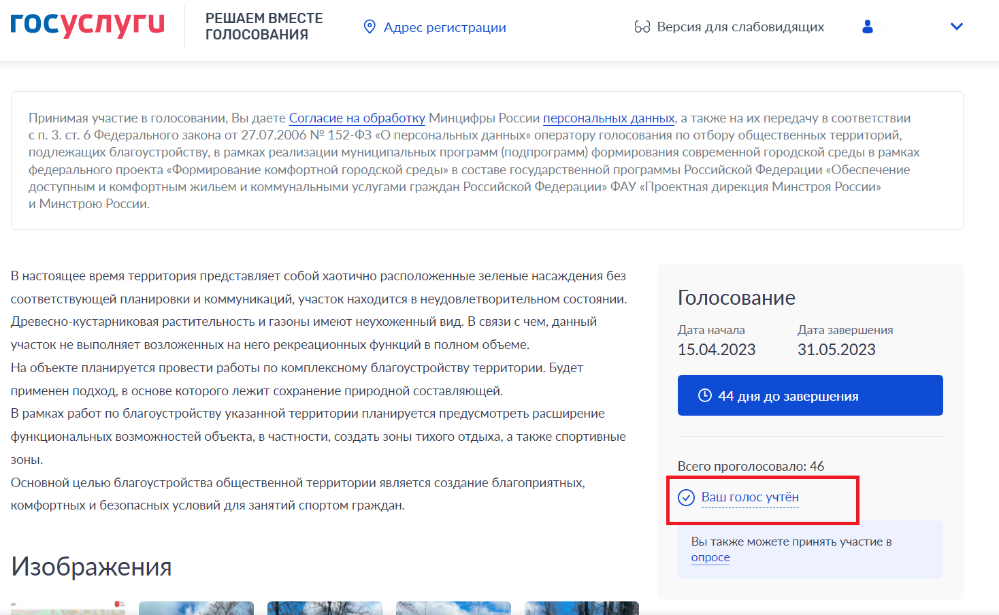 госуслуги
РЕШАЕМ ВМЕСТЕ
ГОЛОСОВАНИЯ
Адрес регистрации
Версия для слабовидящих
Принимая участие в голосовании, Вы даете Согласие на обработку Минцифры России персональных данных, а также на их передачу в соответствии
с п. 3. ст. 6 Федерального закона от 27.07.2006 № 152-ФЗ «О персональных данных» оператору голосования по отбору общественных территорий,
подлежащих благоустройству, в рамках реализации муниципальных программ (подпрограмм) формирования современной городской среды в рамках
федерального проекта «Формирование комфортной городской среды» в составе государственной программы Российской Федерации «Обеспечение
доступным и комфортным жильем и коммунальными услугами граждан Российской Федерации» ФАУ «Проектная дирекция Минстроя России»
и Минстрою России.
В настоящее время территория представляет собой хаотично расположенные зеленые насаждения без
соответствующей планировки и коммуникаций, участок находится в неудовлетворительном состоянии.
Древесно-кустарниковая растительность и газоны имеют неухоженный вид. В связи с чем, данный
участок не выполняет возложенных на него рекреационных функций в полном объеме.
На объекте планируется провести работы по комплексному благоустройству территории. Будет
применен подход, в основе которого лежит сохранение природной составляющей.
В рамках работ по благоустройству указанной территории планируется предусмотреть расширение
функциональных возможностей объекта, в частности, создать зоны тихого отдыха, а также спортивные
зоны.
Основной целью благоустройства общественной территории является создание благоприятных,
комфортных и безопасных условий для занятий спортом граждан.
Изображения
Голосование
Дата начала
Дата завершения
15.04.2023
31.05.2023
44 дня до завершения
Всего проголосовало: 46
Ваш голос учтён
Вы также можете принять участие в
опросе